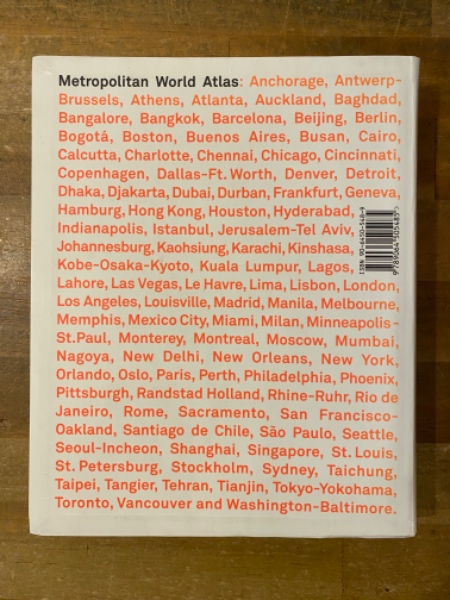 Metropolitan World Atlas: Anchorage, Antwerp-
Brussels, Athens, Atlanta, Auckland, Baghdad,
Bangalore, Bangkok, Barcelona, Beijing, Berlin,
Bogotá, Boston, Buenos Aires, Busan, Cairo,
Calcutta, Charlotte, Chennai, Chicago, Cincinnati,
Copenhagen, Dallas-Ft. Worth, Denver, Detroit,
Dhaka, Djakarta, Dubai, Durban, Frankfurt, Geneva,
Hamburg, Hong Kong, Houston, Hyderabad,
Indianapolis, Istanbul, Jerusalem-Tel Aviv,
Johannesburg, Kaohsiung, Karachi, Kinshasa,
Kobe-Osaka-Kyoto, Kuala Lumpur, Lagos,
Lahore, Las Vegas, Le Havre, Lima, Lisbon, London,
Los Angeles, Louisville, Madrid, Manila, Melbourne,
Memphis, Mexico City, Miami, Milan, Minneapolis-
St.Paul, Monterey, Montreal, Moscow, Mumbai,
Nagoya, New Delhi, New Orleans, New York,
Orlando, Oslo, Paris, Perth, Philadelphia, Phoenix,
Pittsburgh, Randstad Holland, Rhine-Ruhr, Rio de
Janeiro, Rome, Sacramento, San Francisco-
Oakland, Santiago de Chile, São Paulo, Seattle,
Seoul-Incheon, Shanghai, Singapore, St. Louis,
St. Petersburg, Stockholm, Sydney, Taichung,
Taipei, Tangier, Tehran, Tianjin, Tokyo-Yokohama,
Toronto, Vancouver and Washington-Baltimore.
ISBN 90-6450-548-9
9789064505485